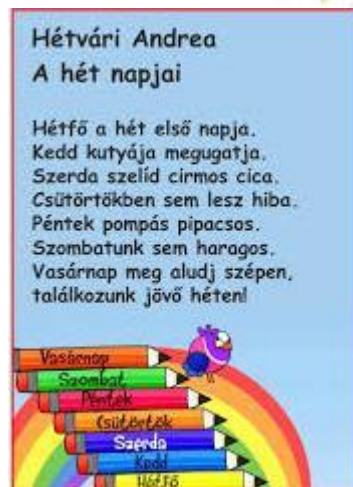 Hétvári Andrea
A hét napjai
Hétfő a hét első napja.
Kedd kutyája megugatja.
Szerda szelíd cirmos cica.
Csütörtökben sem lesz hiba.
Péntek pompás pipacsos.
Szombatunk sem haragos.
Vasárnap meg aludj szépen,
találkozunk jövő héten!
Vasárnap
Szombat
Péntek
Csütörtök
Szerda
Kedd
Hétfő